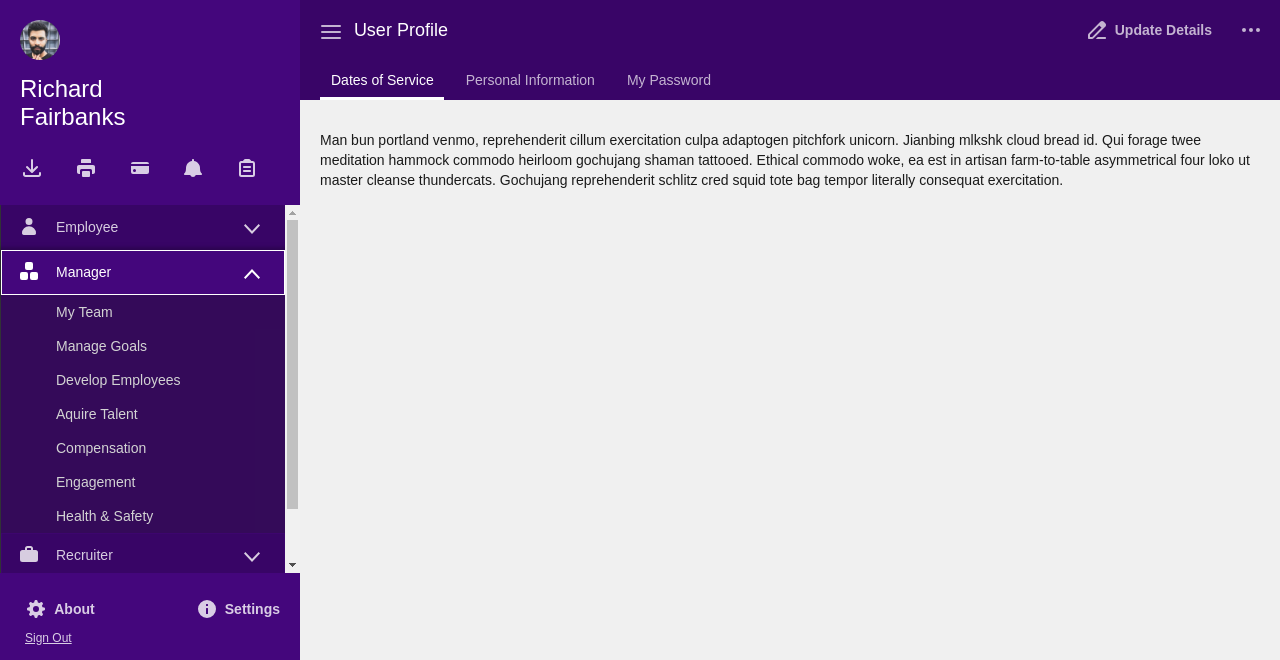 Richard
Fairbanks
Employee
Manager
My Team
Manage Goals
Develop Employees
Aquire Talent
Compensation
Engagement
Health & Safety
Recruiter
About
Settings
Sign Out
User Profile
Update Details
Dates of Service
Personal Information
My Password
Man bun portland venmo, reprehenderit cillum exercitation culpa adaptogen pitchfork unicorn. Jianbing mlkshk cloud bread id. Qui forage twee
meditation hammock commodo heirloom gochujang shaman tattooed. Ethical commodo woke, ea est in artisan farm-to-table asymmetrical four loko ut
master cleanse thundercats. Gochujang reprehenderit schlitz cred squid tote bag tempor literally consequat exercitation.